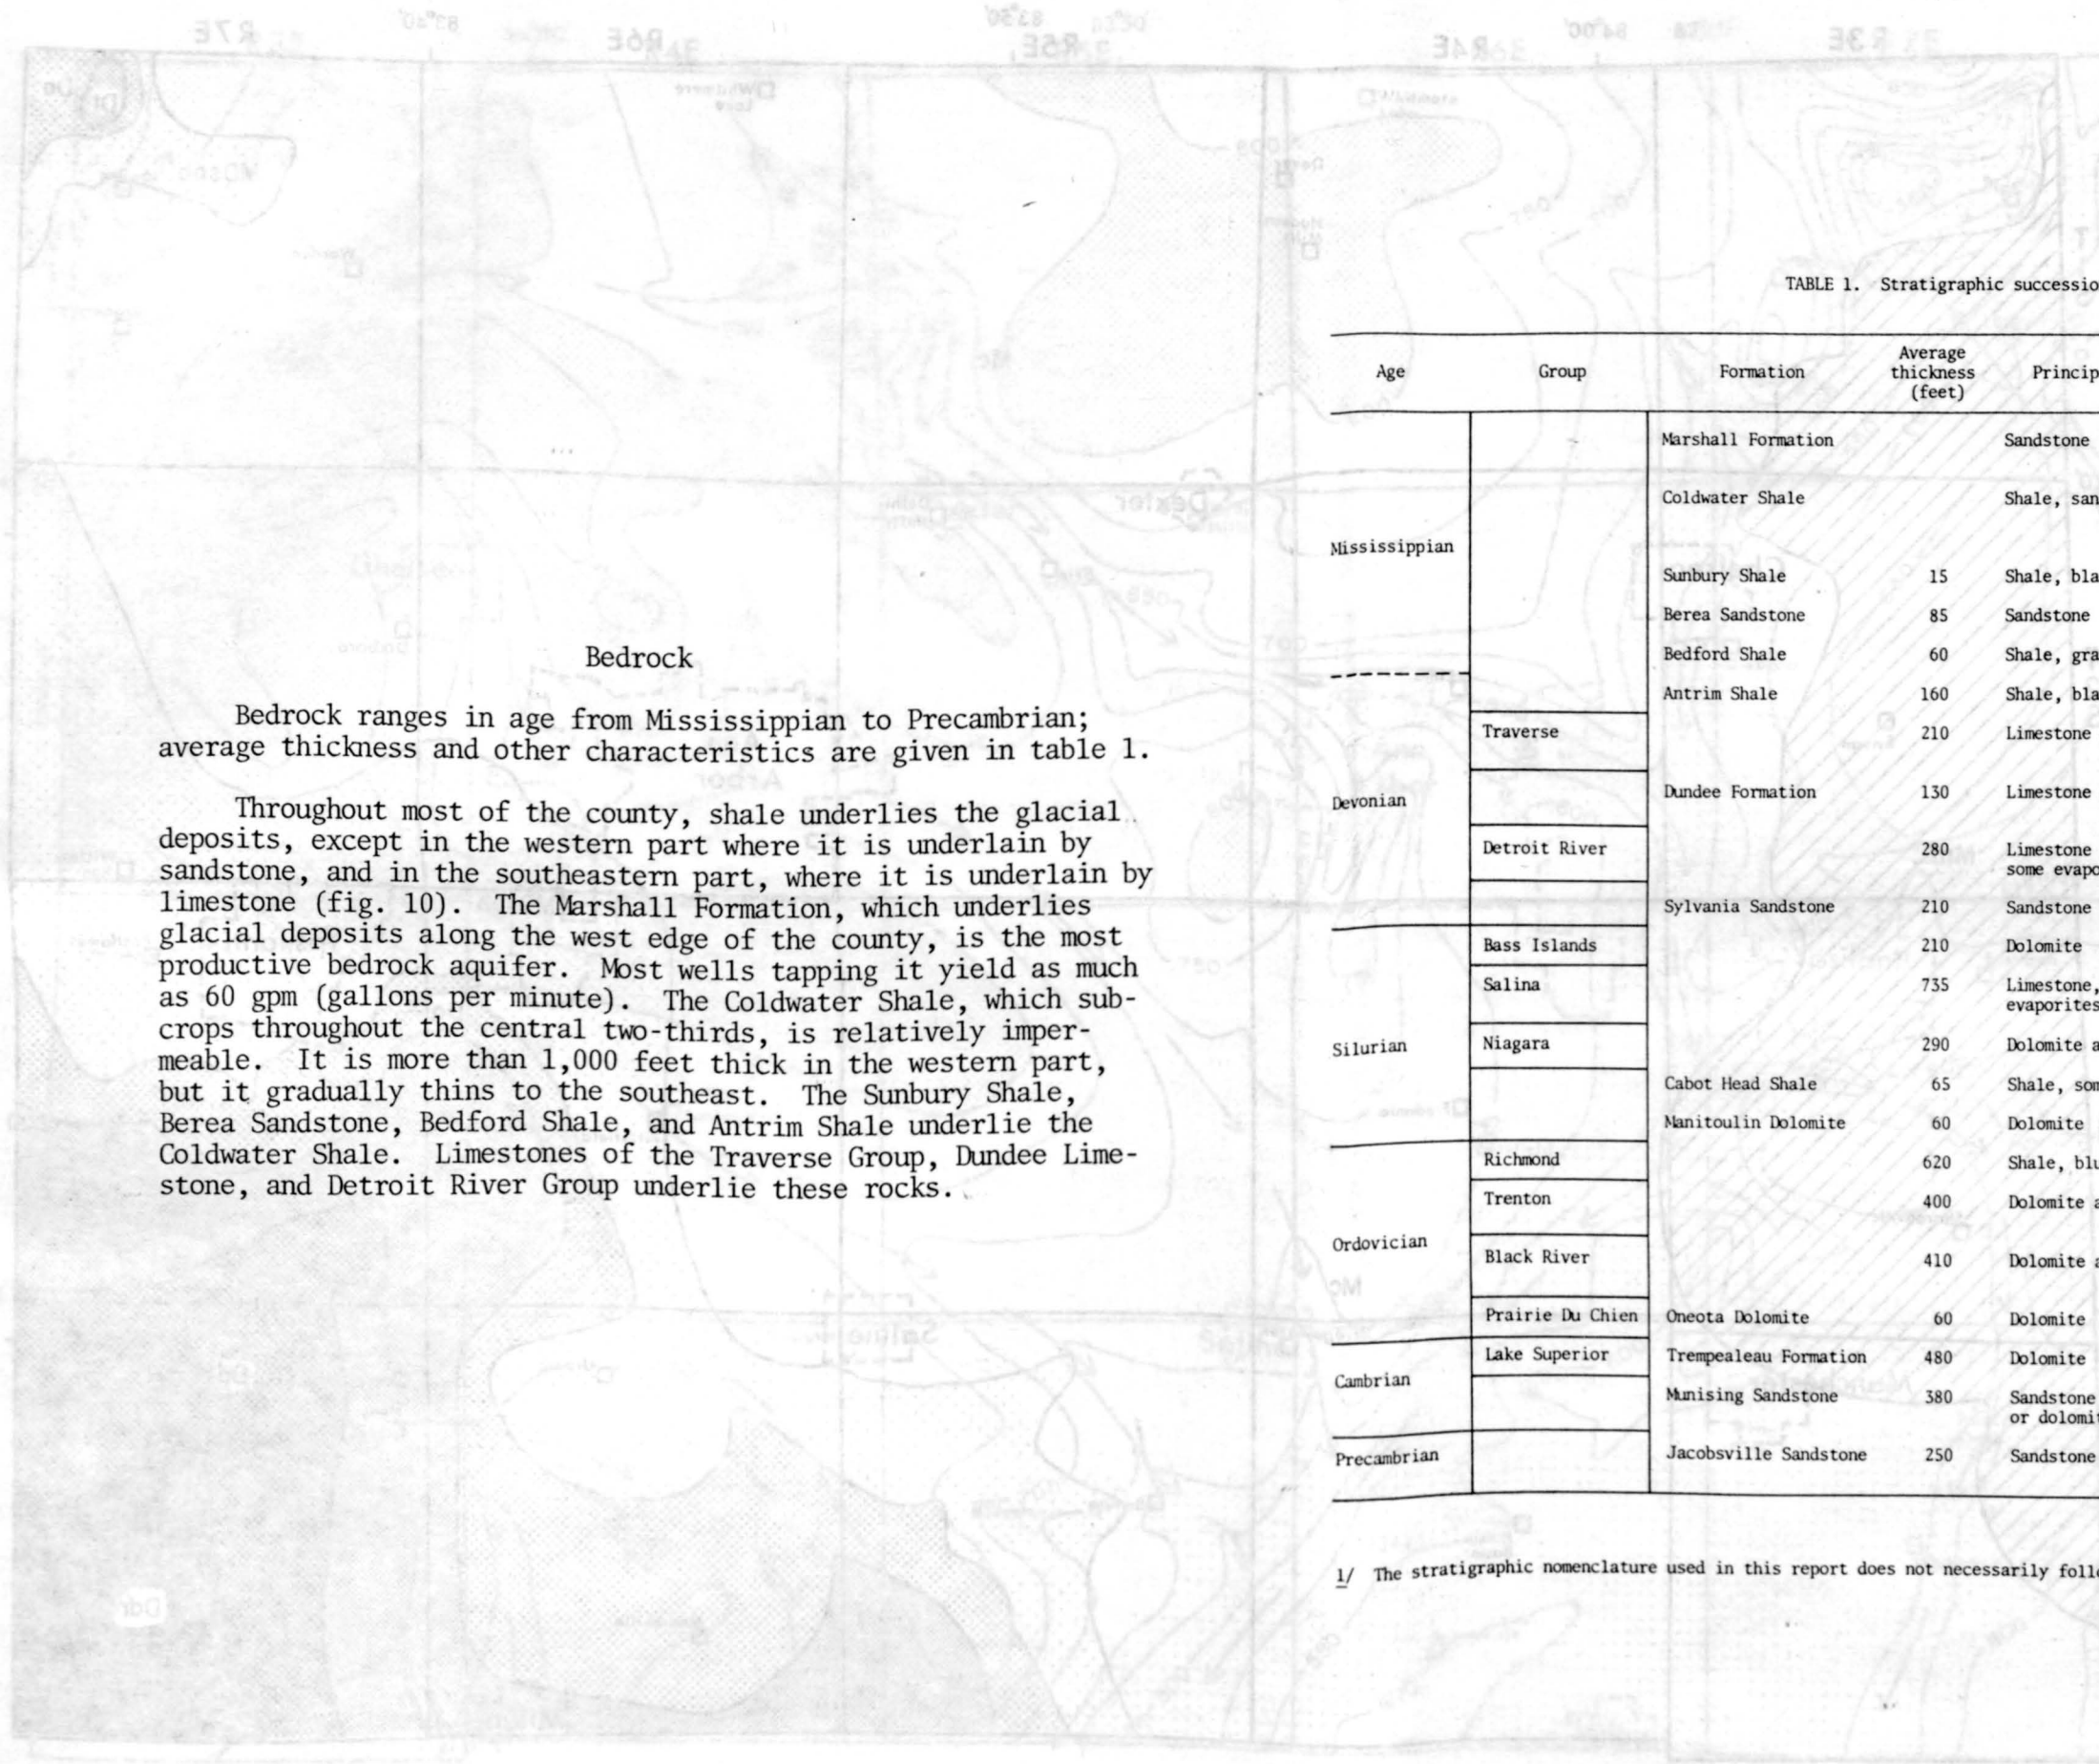 Bedrock
Bedrock ranges in age from Mississippian to Precambrian;
average thickness and other characteristics are given in table 1.
Throughout most of the county, shale underlies the glacial
deposits, except in the western part where it is underlain by
sandstone, and in the southeastern part, where it is underlain by
limestone (fig. 10). The Marshall Formation, which underlies
glacial deposits along the west edge of the county, is the most
productive bedrock aquifer. Most wells tapping it yield as much
as 60 gpm (gallons per minute). The Coldwater Shale, which sub-
crops throughout the central two-thirds, is relatively imper-
meable. It is more than 1,000 feet thick in the western part,
but it gradually thins to the southeast. The Sunbury Shale,
Berea Sandstone, Bedford Shale, and Antrim Shale underlie the
Coldwater Shale. Limestones of the Traverse Group, Dundee Lime-
stone, and Detroit River Group underlie these rocks.
TABLE 1. Stratigraphic successio
Age Group Formation Average thickness (feet) Princip
Marshall Formation Sandstone
Coldwater Shale Shale, san
Mississippian
Sunbury Shale 15 Shale, bla
Berea Sandstone 85 Sandstone
Bedford Shale 60 Shale, gra
Antrim Shale 160 Shale, bla
Traverse 210 Limestone
Devonian Dundee Formation 130 Limestone
Detroit River 280 Limestone
some evapo
Sylvania Sandstone 210 Sandstone
Bass Islands 210 Dolomite
Salina 735 Limestone,
evaporites
Silurian Niagara 290 Dolomite a
Cabot Head Shale 65 Shale, som
Manitoulin Dolomite 60 Dolomite
Richmond 620 Shale, blu
Trenton 400 Dolomite a
Ordovician
Black River 410 Dolomite a
Prairie Du Chien Oneota Dolomite 60 Dolomite
Lake Superior Trempealeau Formation 480 Dolomite
Cambrian
Munising Sandstone 380 Sandstone
or dolomi
Precambrian Jacobsville Sandstone 250 Sandstone
1/ The stratigraphic nomenclature used in this report does not necessarily foll